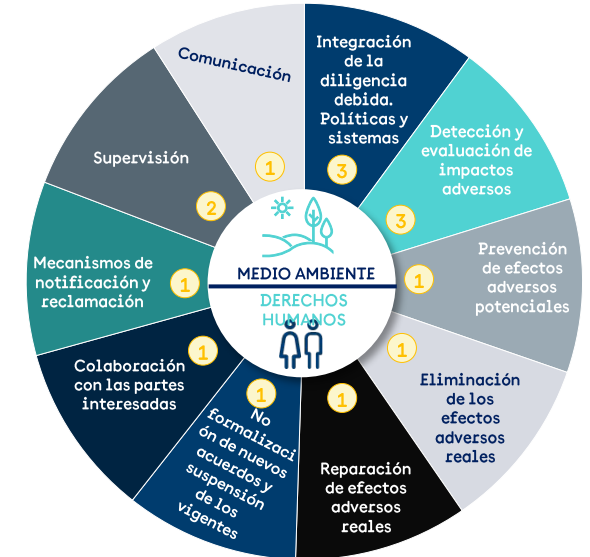 Integración
de la
diligencia
debida.
Políticas y
sistemas
3
Detección y
evaluación de
impactos
adversos
3
Prevención
de efectos
adversos
potenciales
1
Eliminación
de los
efectos
adversos
reales
1
Reparación
de efectos
adversos
reales
1
No
formalizaci
ón de nuevos
acuerdos y
suspensión
de los
vigentes
1
Colaboración
con las partes
interesadas
1
Mecanismos de
notificación y
reclamación
1
Supervisión
2
Comunicación
1
MEDIO AMBIENTE
DERECHOS
HUMANOS